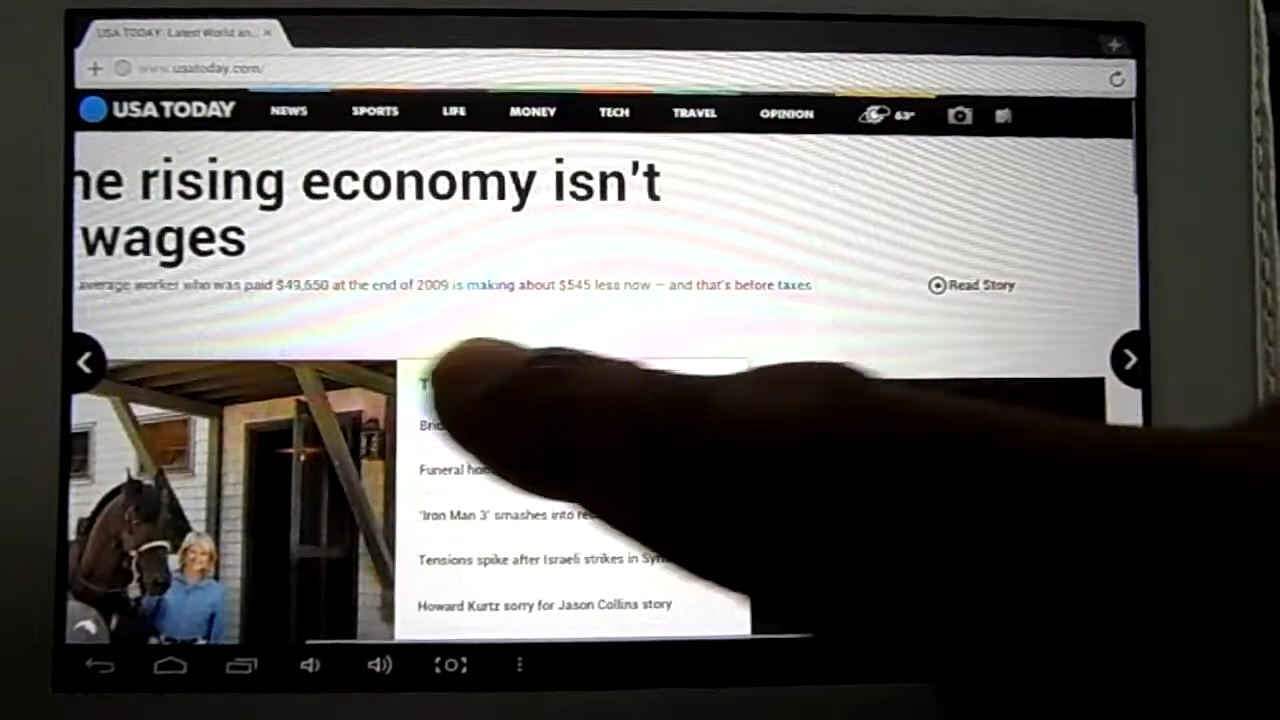 USA TODAY: Latest World an...
www.usatoday.com/
USA TODAY NEWS SPORTS LIFE MONEY TECH TRAVEL OPINION 63°
he rising economy isn't
wages
average worker who was paid $49,650 at the end of 2009 is making about $545 less now — and that's before taxes
Read Story
Funeral
'Iron Man 3' smashes into
Tensions spike after Israeli strikes in
Howard Kurtz sorry for Jason Collins story